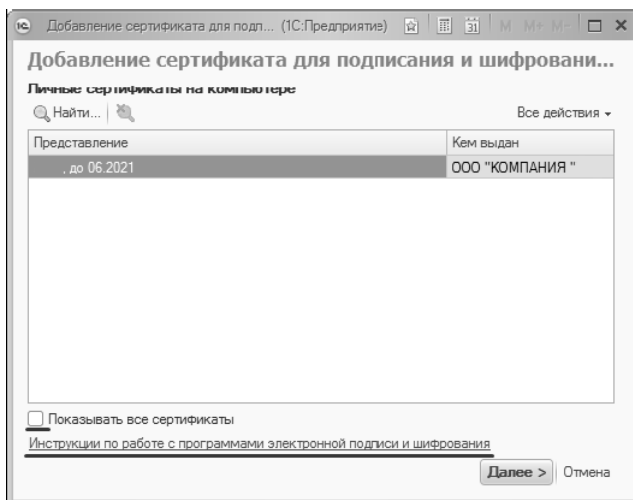 1С Добавление сертификата для подп... (1С:Предприятие) 31 M M+ M-
Добавление сертификата для подписания и шифровани...
Личные сертификаты на компьютере
Найти... Все действия
Представление Кем выдан
, до 06.2021 ООО "КОМПАНИЯ "
Показывать все сертификаты
Инструкции по работе с программами электронной подписи и шифрования
Далее > Отмена